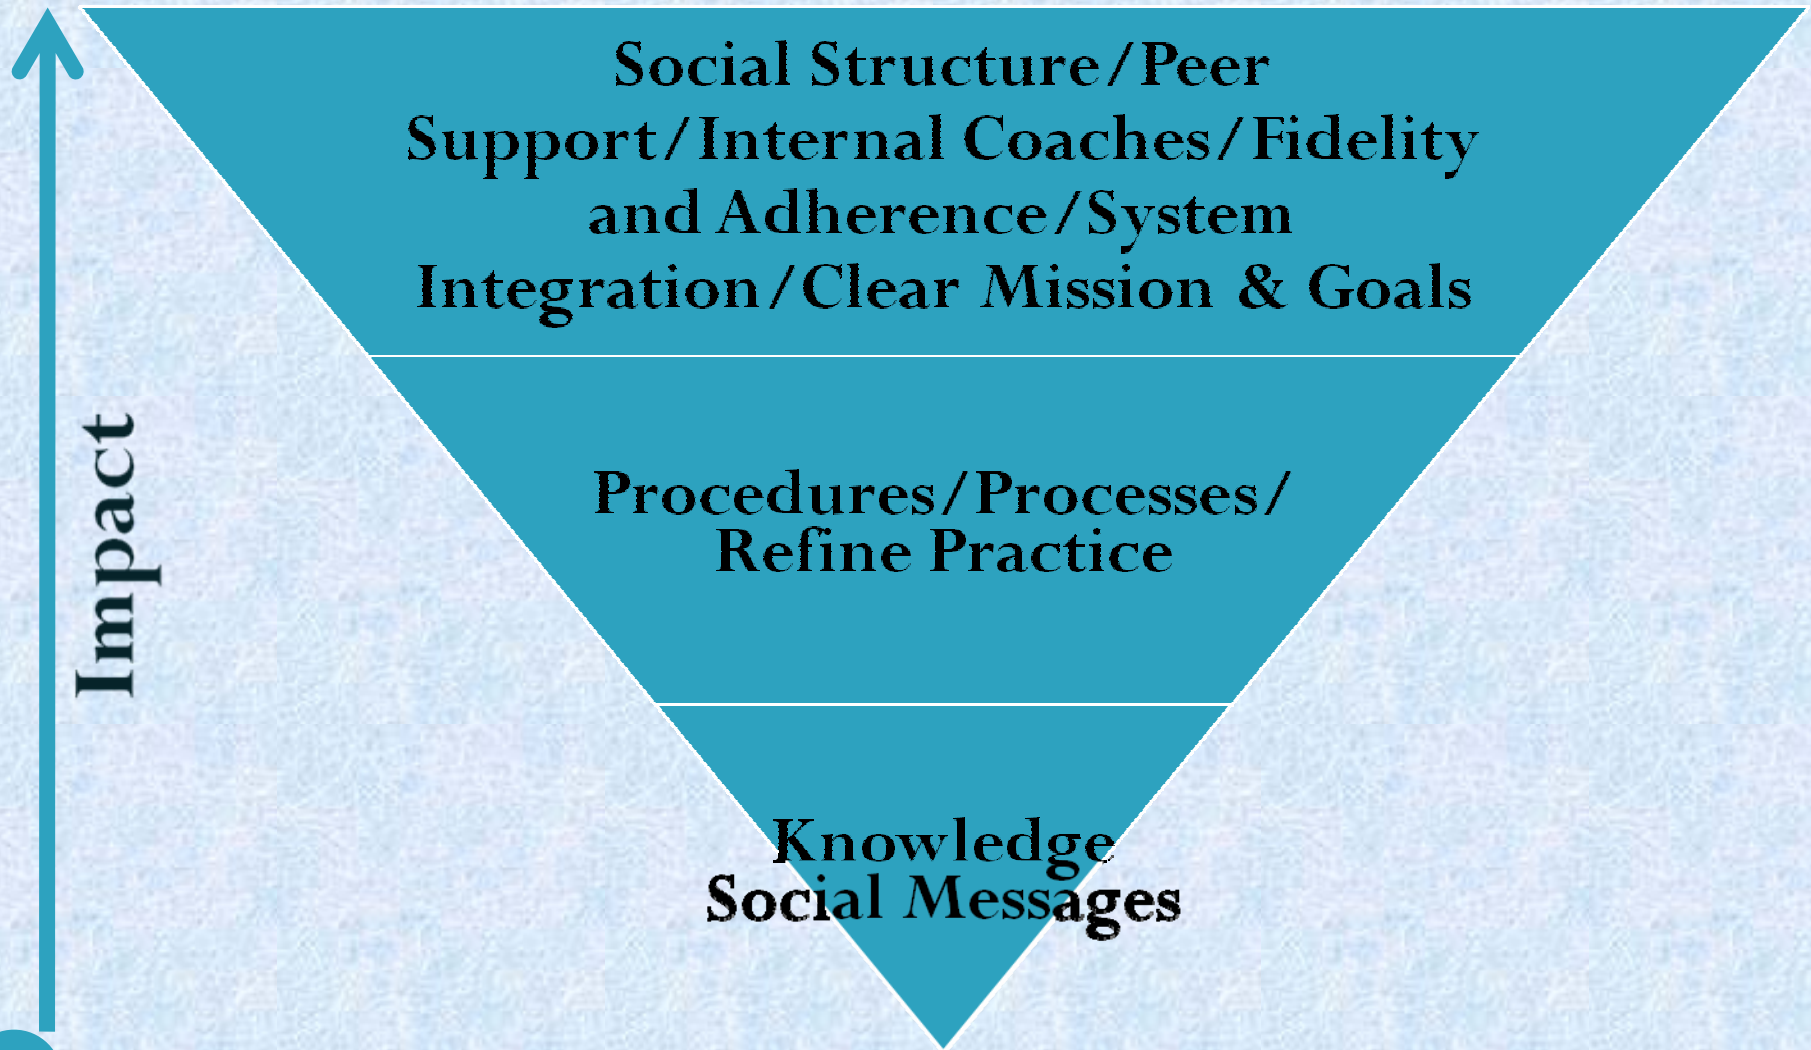 Social Structure/Peer
Support/Internal Coaches/Fidelity
and Adherence/System
Integration/Clear Mission & Goals
Impact
Procedures/Processes/
Refine Practice
Knowledge
Social Messages